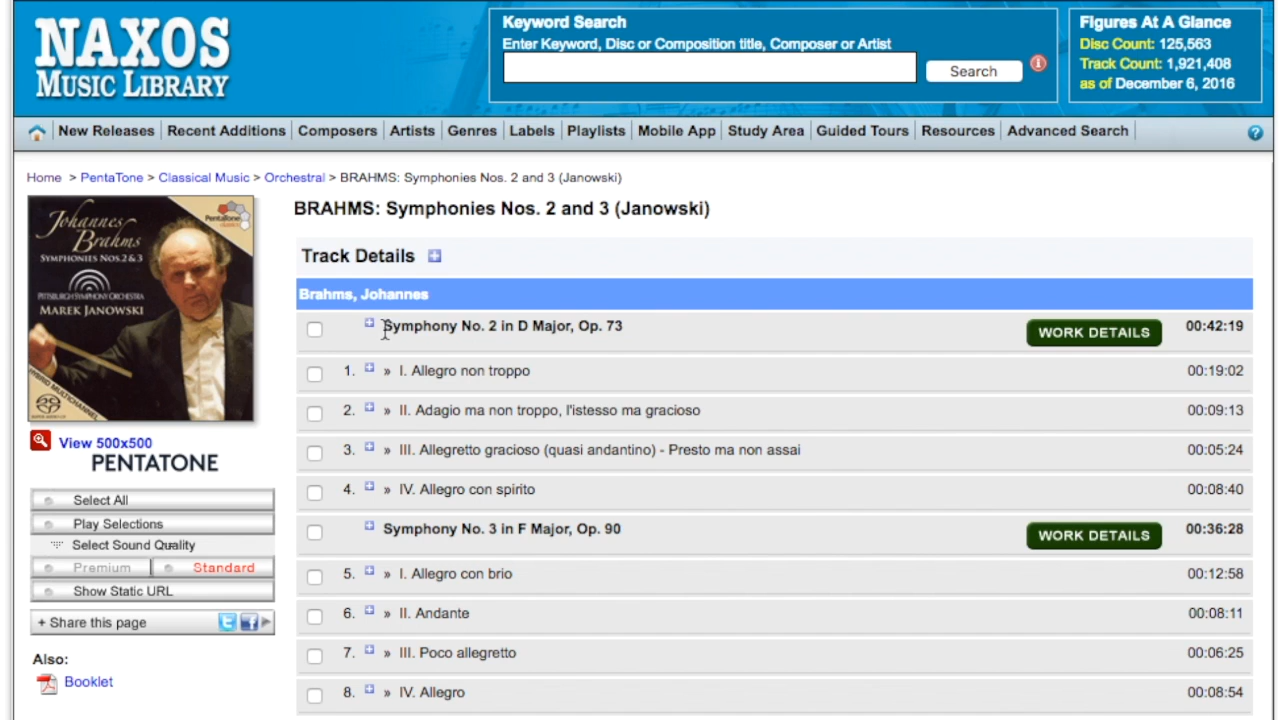 NAXOS
MUSIC LIBRARY
Keyword Search
Enter Keyword, Disc or Composition title, Composer or Artist
Search
Figures At A Glance
Disc Count: 125,563
Track Count: 1,921,408
as of December 6, 2016
New Releases Recent Additions Composers Artists Genres Labels Playlists Mobile App Study Area Guided Tours Resources Advanced Search
Home > PentaTone > Classical Music > Orchestral > BRAHMS: Symphonies Nos. 2 and 3 (Janowski)
Johannes
Brahms
SYMPHONIES NOS. 2 & 3
PITTSBURGH SYMPHONY ORCHESTRA
MAREK JANOWSKI
PentaTone
classics
HYBRID MULTICHANNEL
View 500x500
PENTATONE
Select All
Play Selections
Select Sound Quality
Premium Standard
Show Static URL
+ Share this page
Also:
Booklet
BRAHMS: Symphonies Nos. 2 and 3 (Janowski)
Track Details
Brahms, Johannes
Symphony No. 2 in D Major, Op. 73 WORK DETAILS 00:42:19
1. » I. Allegro non troppo 00:19:02
2. » II. Adagio ma non troppo, l'istesso ma gracioso 00:09:13
3. » III. Allegretto gracioso (quasi andantino) - Presto ma non assai 00:05:24
4. » IV. Allegro con spirito 00:08:40
Symphony No. 3 in F Major, Op. 90 WORK DETAILS 00:36:28
5. » I. Allegro con brio 00:12:58
6. » II. Andante 00:08:11
7. » III. Poco allegretto 00:06:25
8. » IV. Allegro 00:08:54